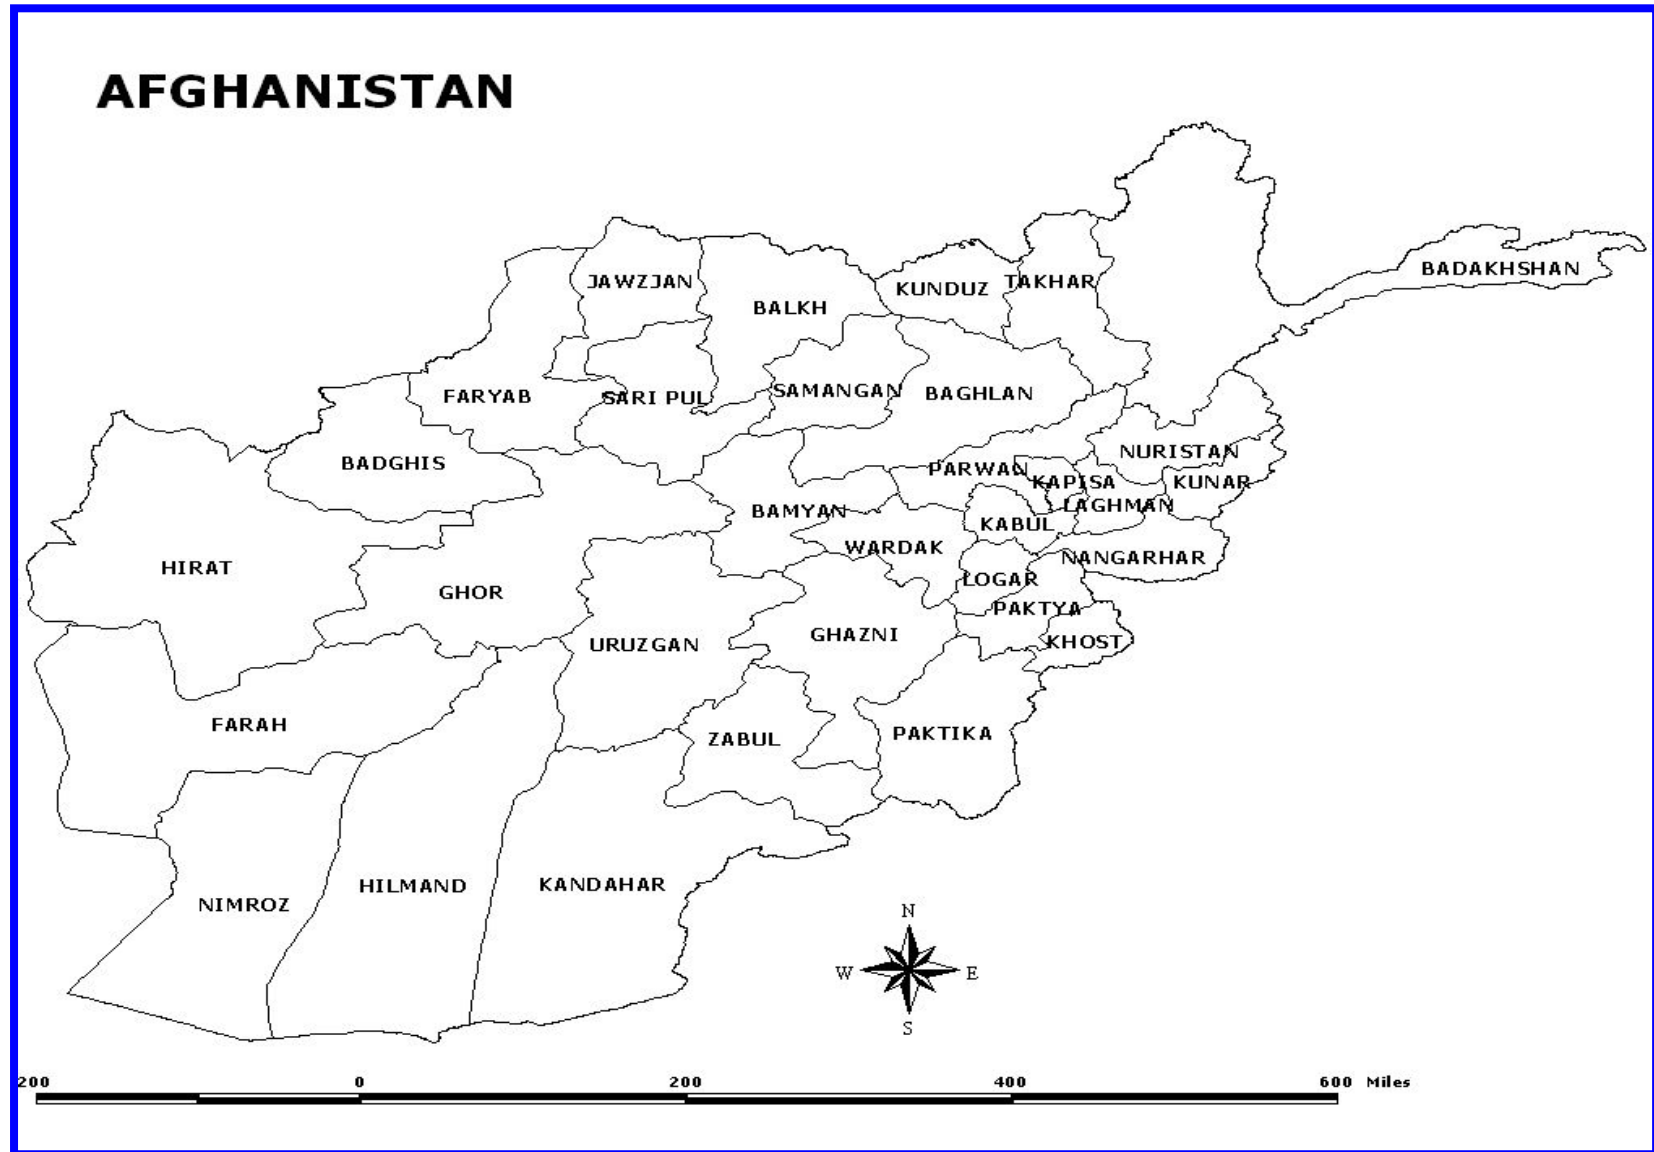 AFGHANISTAN
JAWZJAN
BALKH
KUNDUZ
TAKHAR
BADAKHSHAN
FARYAB
SARI PUL
SAMANGAN
BAGHLAN
BADGHIS
NURISTAN
PARWAN
KAPISA
KUNAR
BAMYAN
LAGHMAN
KABUL
HIRAT
WARDAK
NANGARHAR
GHOR
LOGAR
PAKTYA
URUZGAN
GHAZNI
KHOST
FARAH
ZABUL
PAKTIKA
NIMROZ
HILMAND
KANDAHAR
N
W E
S
200 0 200 400 600 Miles